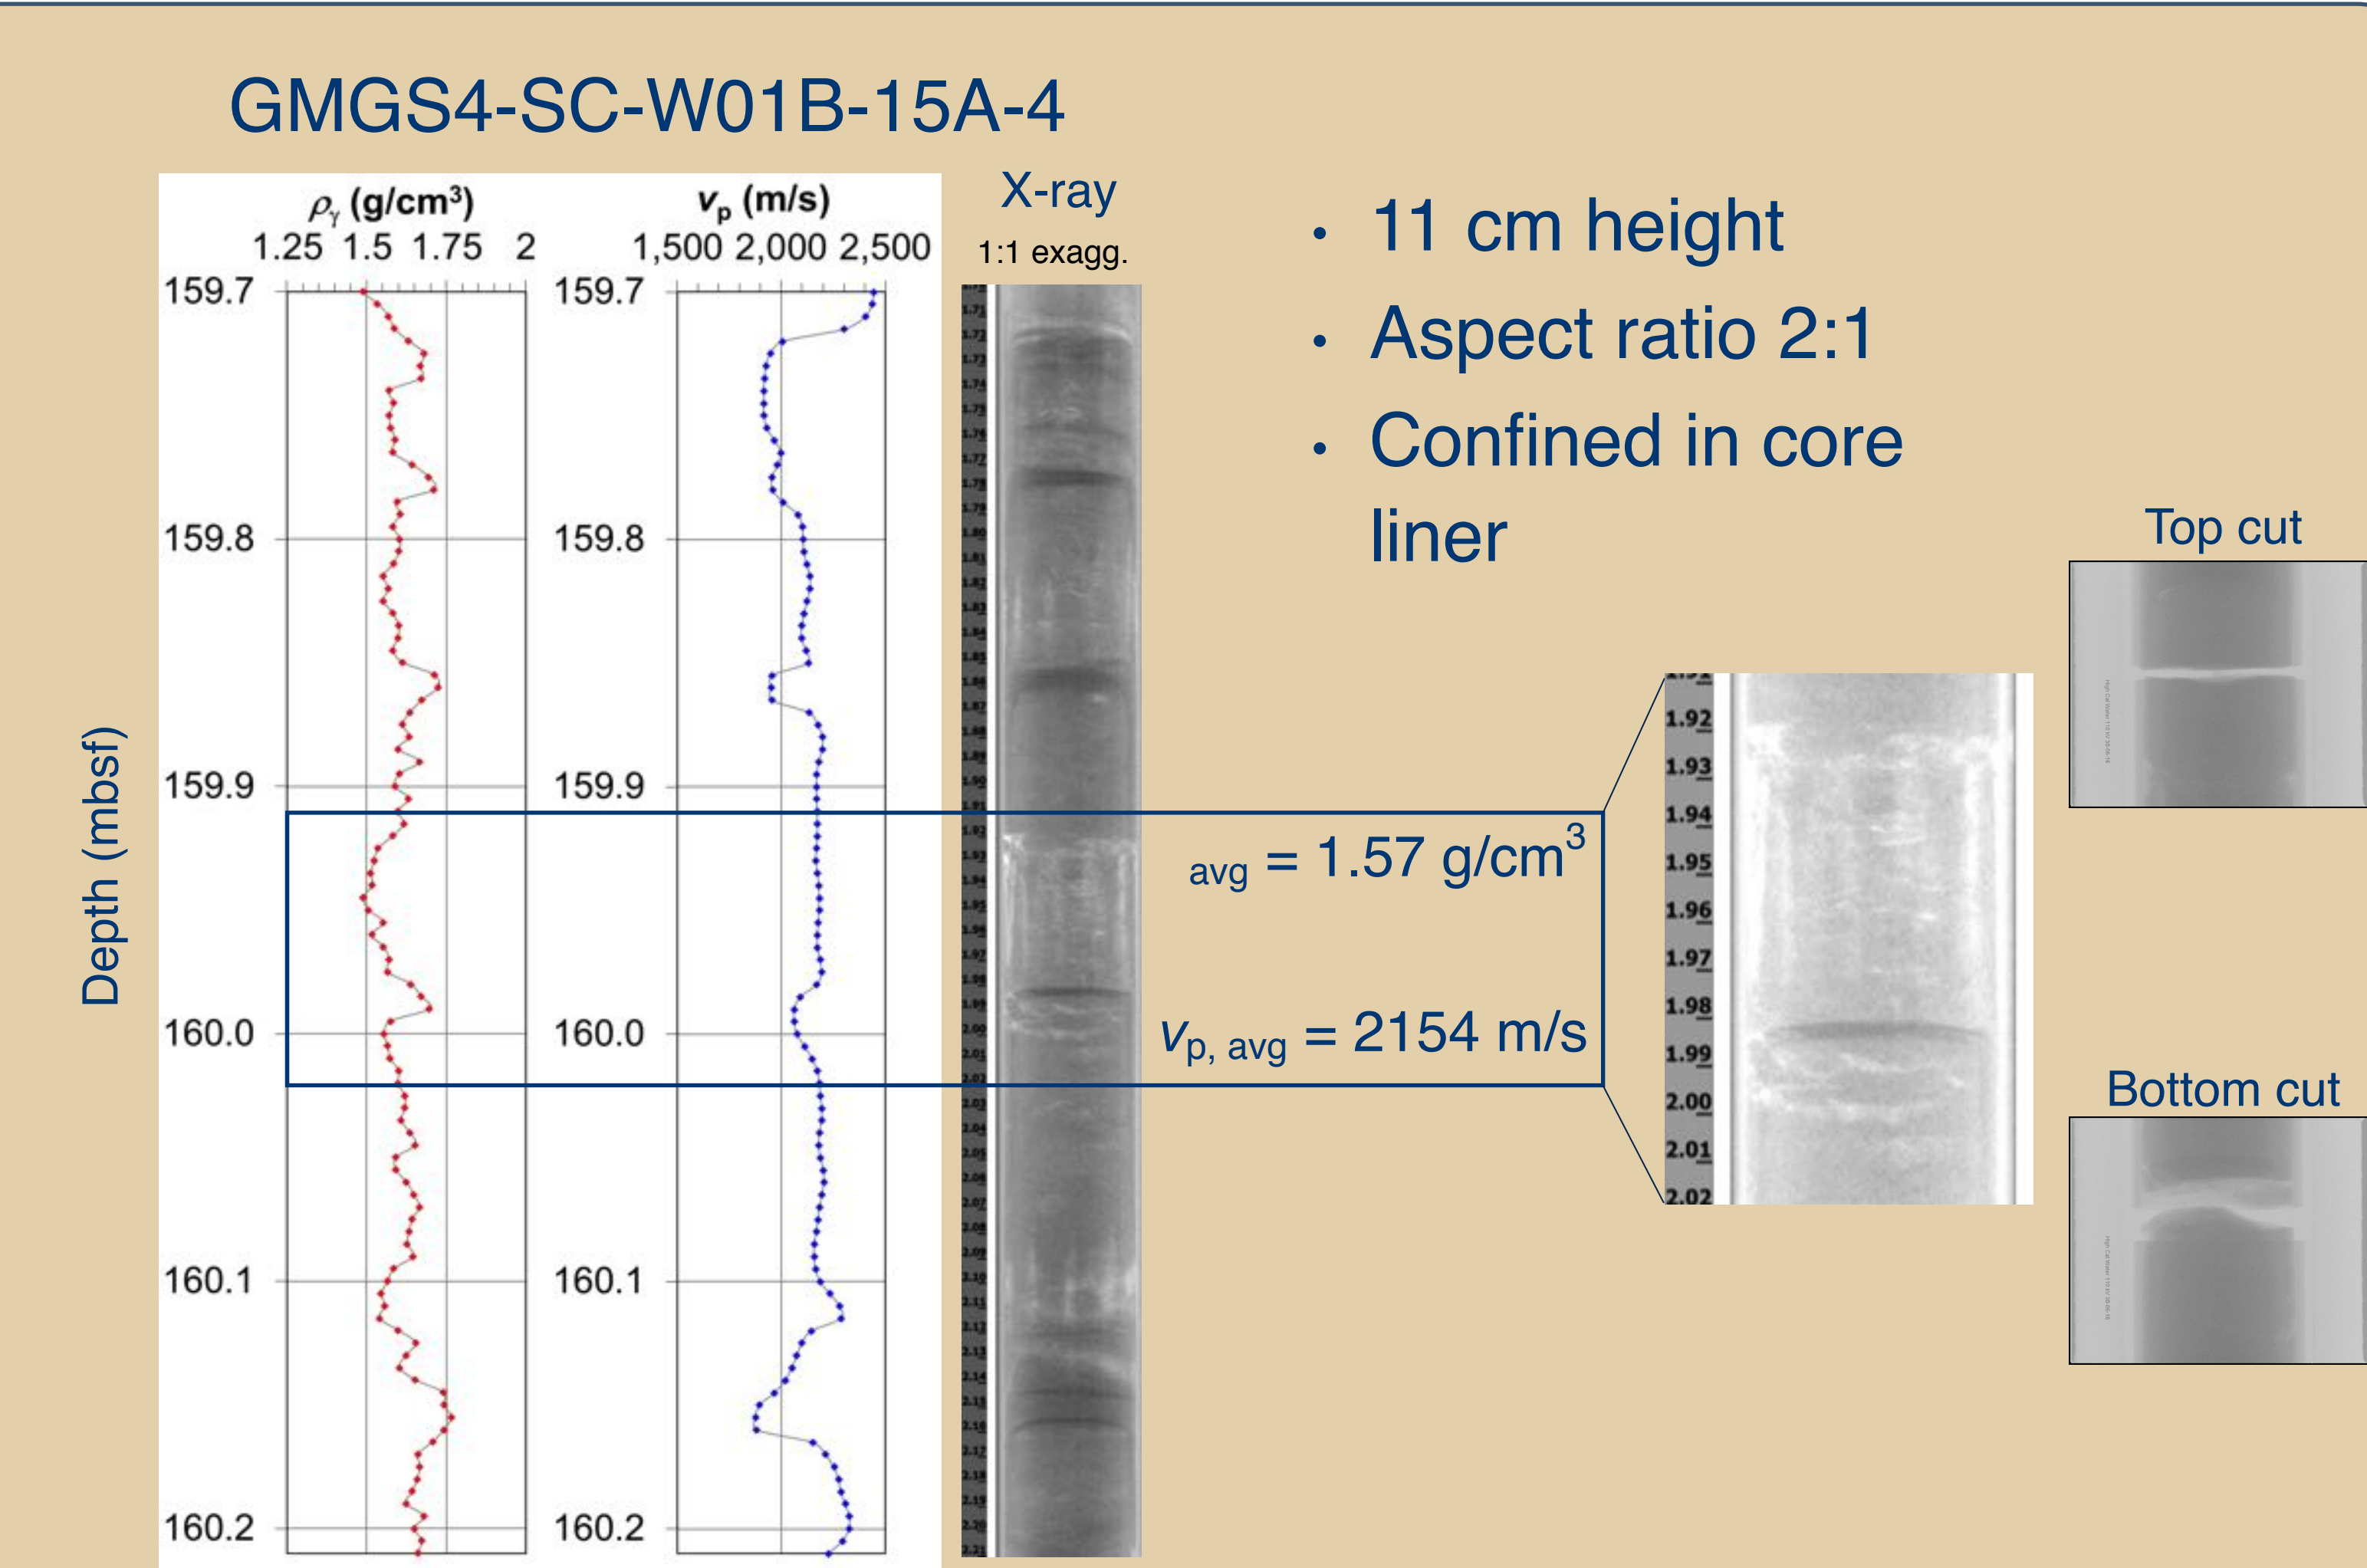 GMGS4-SC-W01B-15A-4
ργ (g/cm³)
1.25 1.5 1.75 2
vp (m/s)
1,500 2,000 2,500
X-ray
1:1 exagg.
• 11 cm height
• Aspect ratio 2:1
• Confined in core
liner
Depth (mbsf)
159.7
159.8
159.9
160.0
160.1
160.2
159.7
159.8
159.9
160.0
160.1
160.2
avg = 1.57 g/cm³
vp, avg = 2154 m/s
1.92
1.93
1.94
1.95
1.96
1.97
1.98
1.99
2.00
2.01
2.02
Top cut
Bottom cut